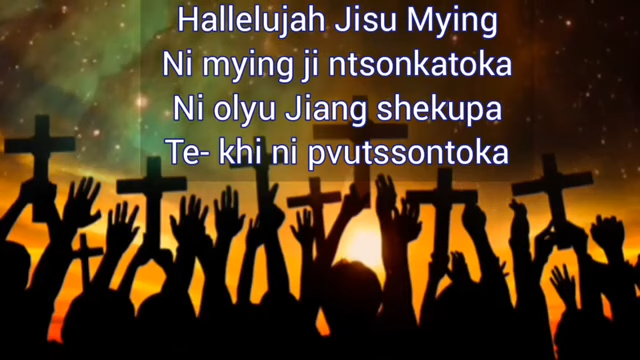 Hallelujah Jisu Mying
Ni mying ji ntsonkatoka
Ni olyu Jiang shekupa
Te- khi ni pvutssontoka